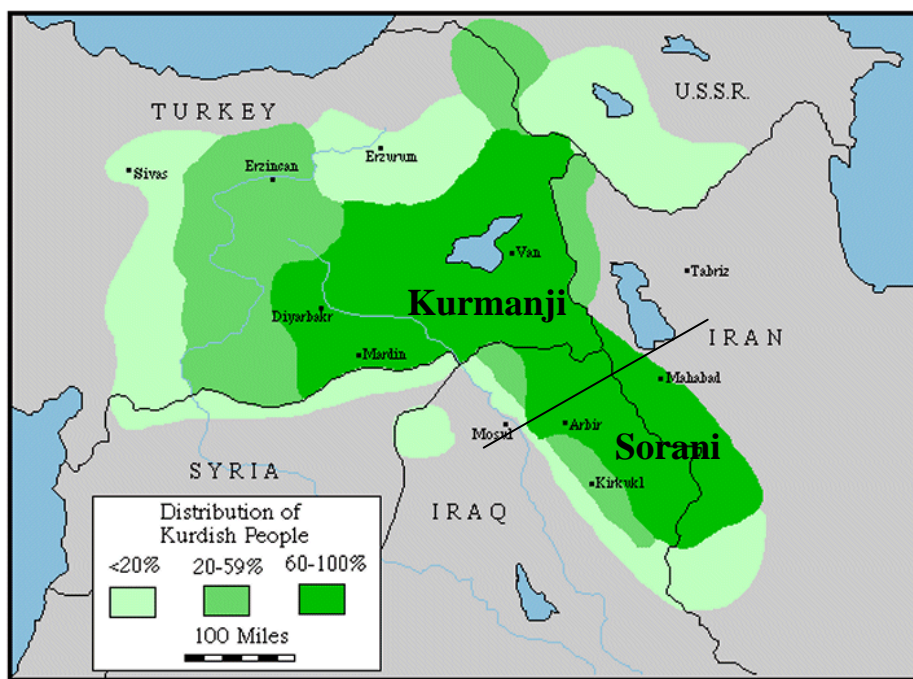 U.S.S.R.
TURKEY
Erzurum
Erzincan
Sivas
Van
Tabriz
Kurmanji
Diyarbakr
IRAN
Mardin
Mahabad
Arbir
Mosul
Sorani
SYRIA
Kirkukl
IRAQ
Distribution of
Kurdish People
<20% 20-59% 60-100%
100 Miles